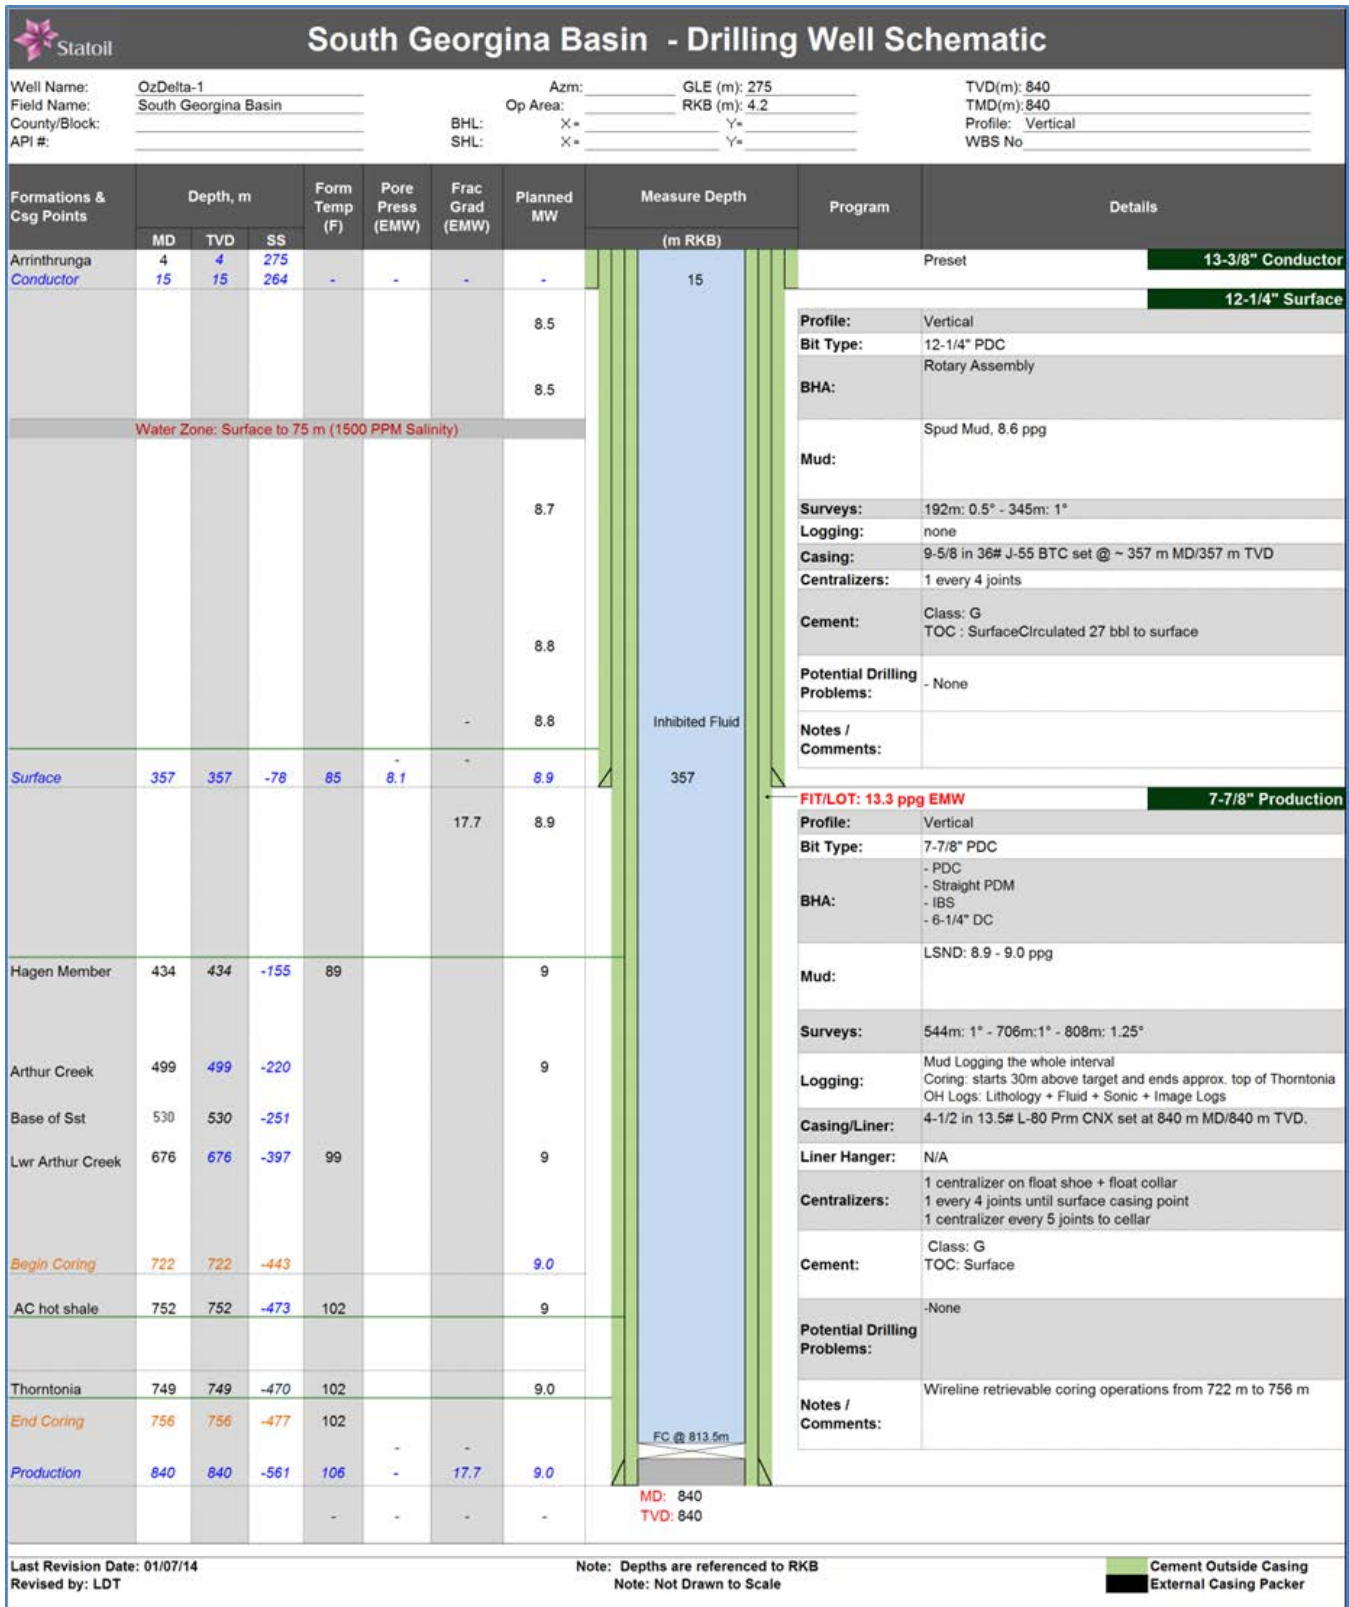 Statoil
South Georgina Basin - Drilling Well Schematic
Well Name: OzDelta-1 Azm: GLE (m): 275 TVD(m): 840
Field Name: South Georgina Basin Op Area: RKB (m): 4.2 TMD(m): 840
County/Block: BHL: X= Y= Profile: Vertical
API #: SHL: X= Y= WBS No
Formations & Csg Points Depth, m Form Temp (F) Pore Press (EMW) Frac Grad (EMW) Planned MW Measure Depth Program Details
MD TVD SS (m RKB)
Arrinthrunga 4 4 275 Preset 13-3/8" Conductor
Conductor 15 15 264 - - - - 15
12-1/4" Surface
8.5 Profile: Vertical
Bit Type: 12-1/4" PDC
8.5 BHA: Rotary Assembly
Water Zone: Surface to 75 m (1500 PPM Salinity)
Mud: Spud Mud, 8.6 ppg
8.7 Surveys: 192m: 0.5° - 345m: 1°
Logging: none
Casing: 9-5/8 in 36# J-55 BTC set @ ~ 357 m MD/357 m TVD
Centralizers: 1 every 4 joints
Cement: Class: G
TOC : SurfaceCIrculated 27 bbl to surface
8.8
Potential Drilling Problems: - None
- 8.8 Inhibited Fluid
Notes / Comments:
- -
Surface 357 357 -78 85 8.1 8.9 357
FIT/LOT: 13.3 ppg EMW 7-7/8" Production
17.7 8.9 Profile: Vertical
Bit Type: 7-7/8" PDC
BHA: - PDC
- Straight PDM
- IBS
- 6-1/4" DC
Hagen Member 434 434 -155 89 9
Mud: LSND: 8.9 - 9.0 ppg
Surveys: 544m: 1° - 706m:1° - 808m: 1.25°
Arthur Creek 499 499 -220 9
Logging: Mud Logging the whole interval
Coring: starts 30m above target and ends approx. top of Thorntonia
OH Logs: Lithology + Fluid + Sonic + Image Logs
Base of Sst 530 530 -251
Casing/Liner: 4-1/2 in 13.5# L-80 Prm CNX set at 840 m MD/840 m TVD.
Lwr Arthur Creek 676 676 -397 99 9
Liner Hanger: N/A
Centralizers: 1 centralizer on float shoe + float collar
1 every 4 joints until surface casing point
1 centralizer every 5 joints to cellar
Begin Coring 722 722 -443 9.0
Cement: Class: G
TOC: Surface
AC hot shale 752 752 -473 102 9
Potential Drilling Problems: -None
Thorntonia 749 749 -470 102 9.0
Notes / Comments: Wireline retrievable coring operations from 722 m to 756 m
End Coring 756 756 -477 102
- - FC @ 813.5m
Production 840 840 -561 106 - 17.7 9.0
MD: 840
TVD: 840
- - - -
Last Revision Date: 01/07/14 Note: Depths are referenced to RKB Cement Outside Casing
Revised by: LDT Note: Not Drawn to Scale External Casing Packer